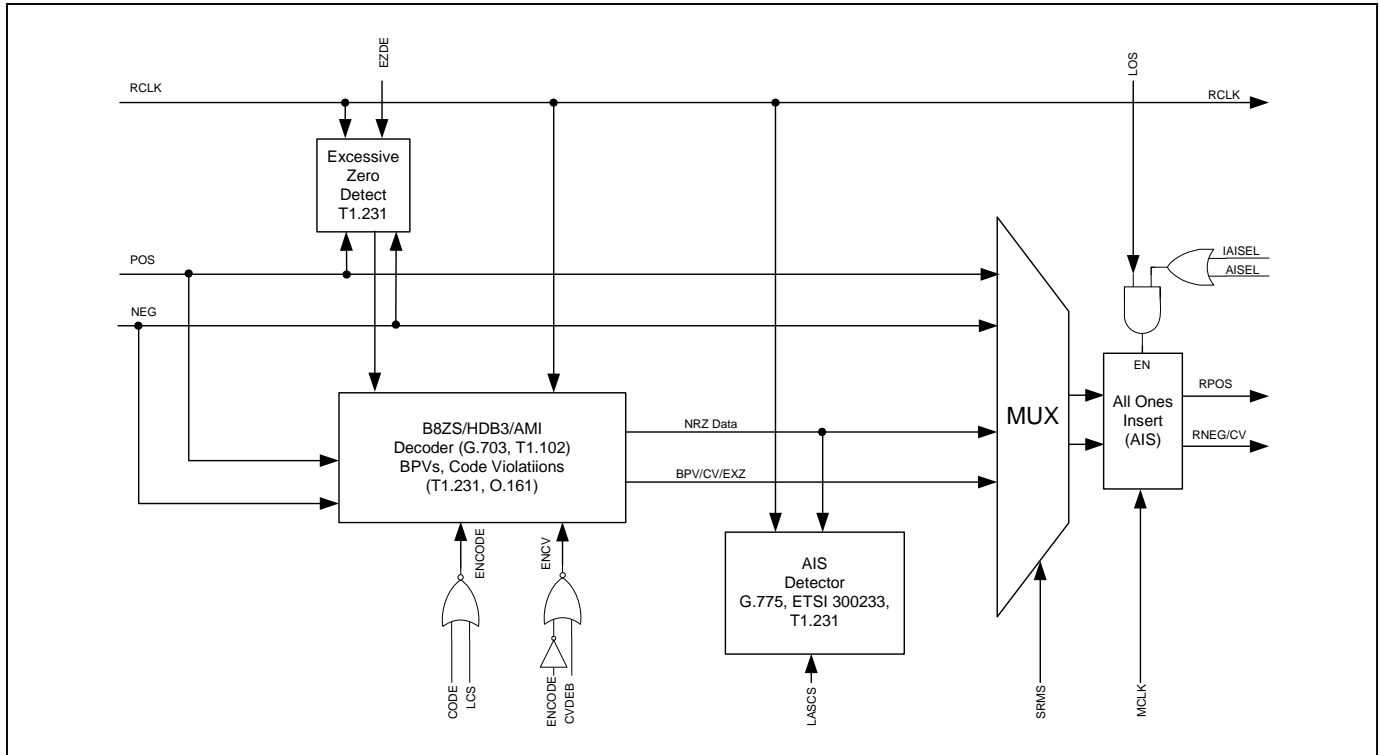 EZDE
LOS
RCLK
RCLK
Excessive
Zero
Detect
T1.231
IAISEL
AISEL
POS
NEG
EN
All Ones
Insert
(AIS)
RPOS
RNEG/CV
MUX
B8ZS/HDB3/AMI
Decoder (G.703, T1.102)
BPVs, Code Violatiions
(T1.231, O.161)
NRZ Data
BPV/CV/EXZ
ENCODE
ENCV
AIS
Detector
G.775, ETSI 300233,
T1.231
CODE
LCS
ENCODE
CVDEB
LASCS
SRMS
MCLK